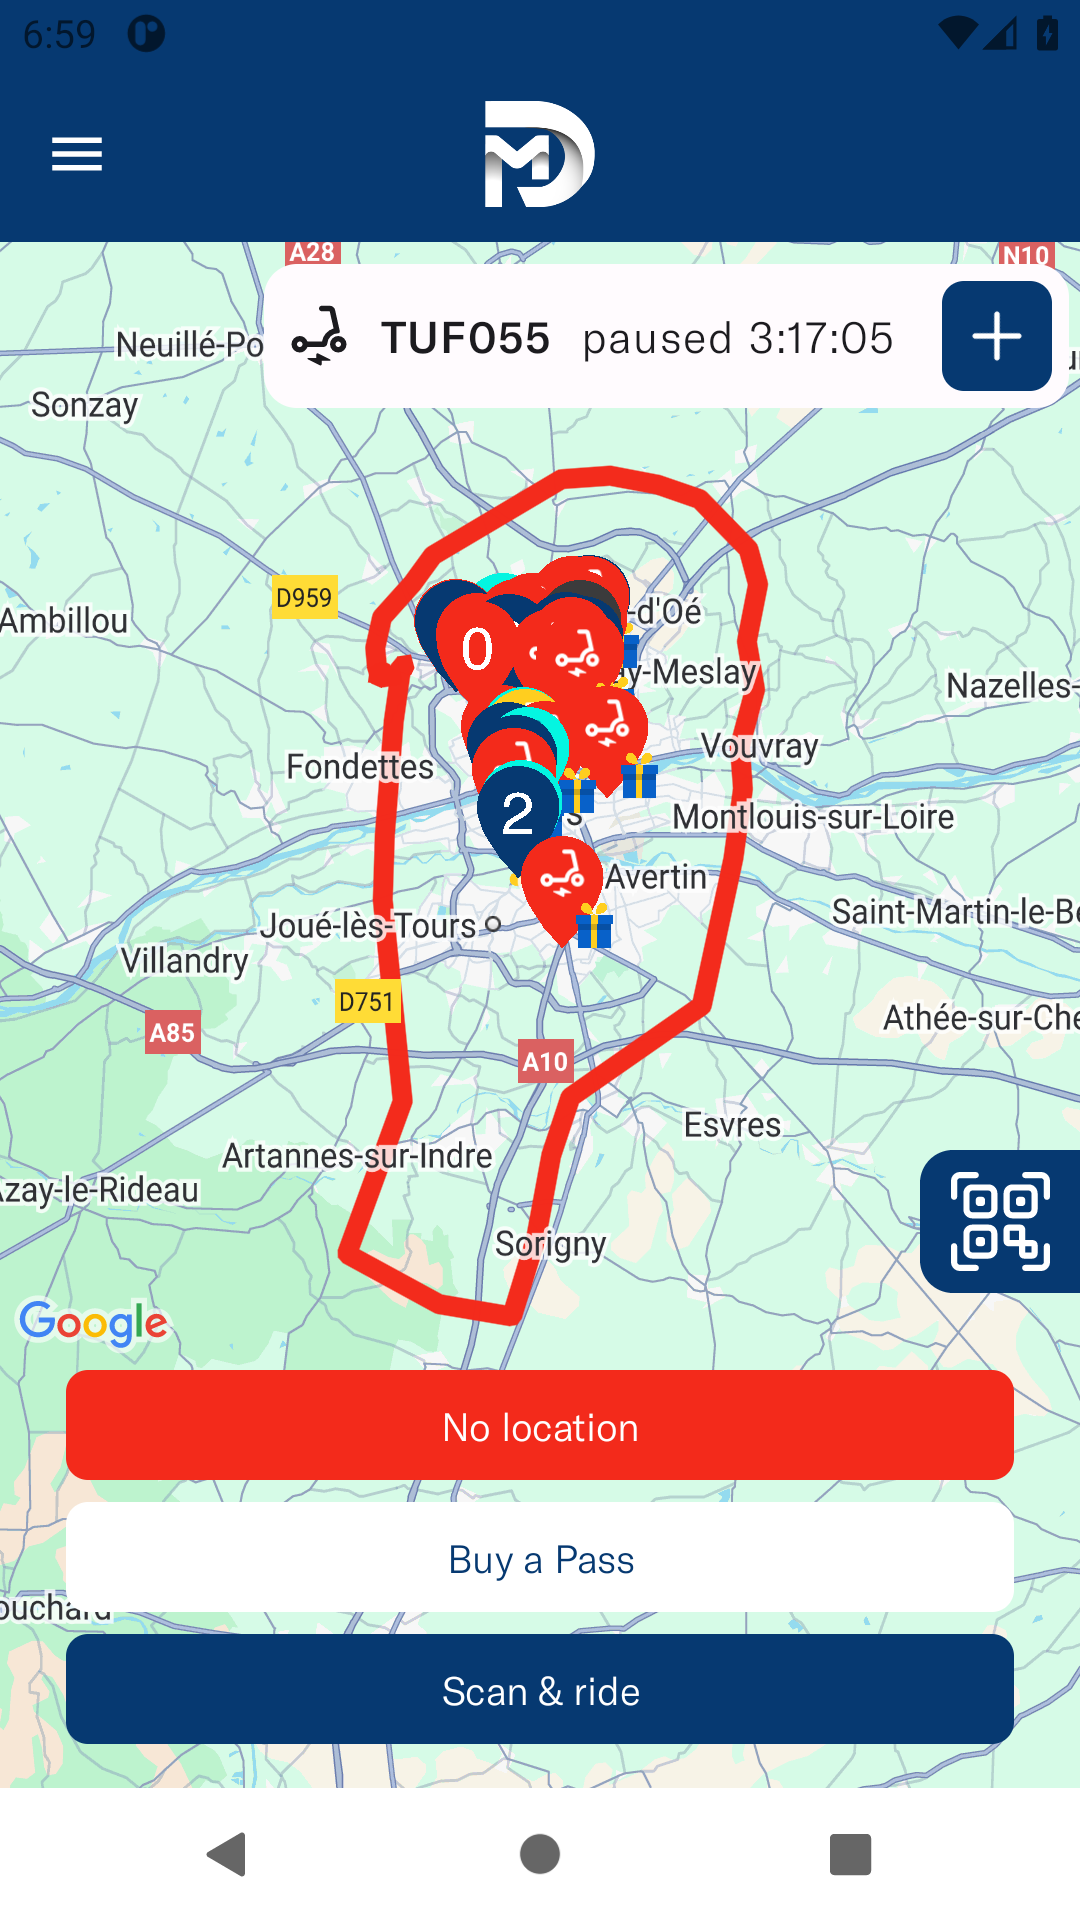 6:59
A28
N10
TUF055 paused 3:17:05
Neuillé-Po
Sonzay
D959
-d'Oé
Ambillou
0
y-Meslay
Nazelles-
Vouvray
Fondettes
2
s
Montlouis-sur-Loire
Avertin
Saint-Martin-le-B
Joué-lès-Tours
Villandry
D751
Athée-sur-Che
A85
A10
Esvres
Artannes-sur-Indre
Azay-le-Rideau
Sorigny
Google
No location
Buy a Pass
ouchard
Scan & ride